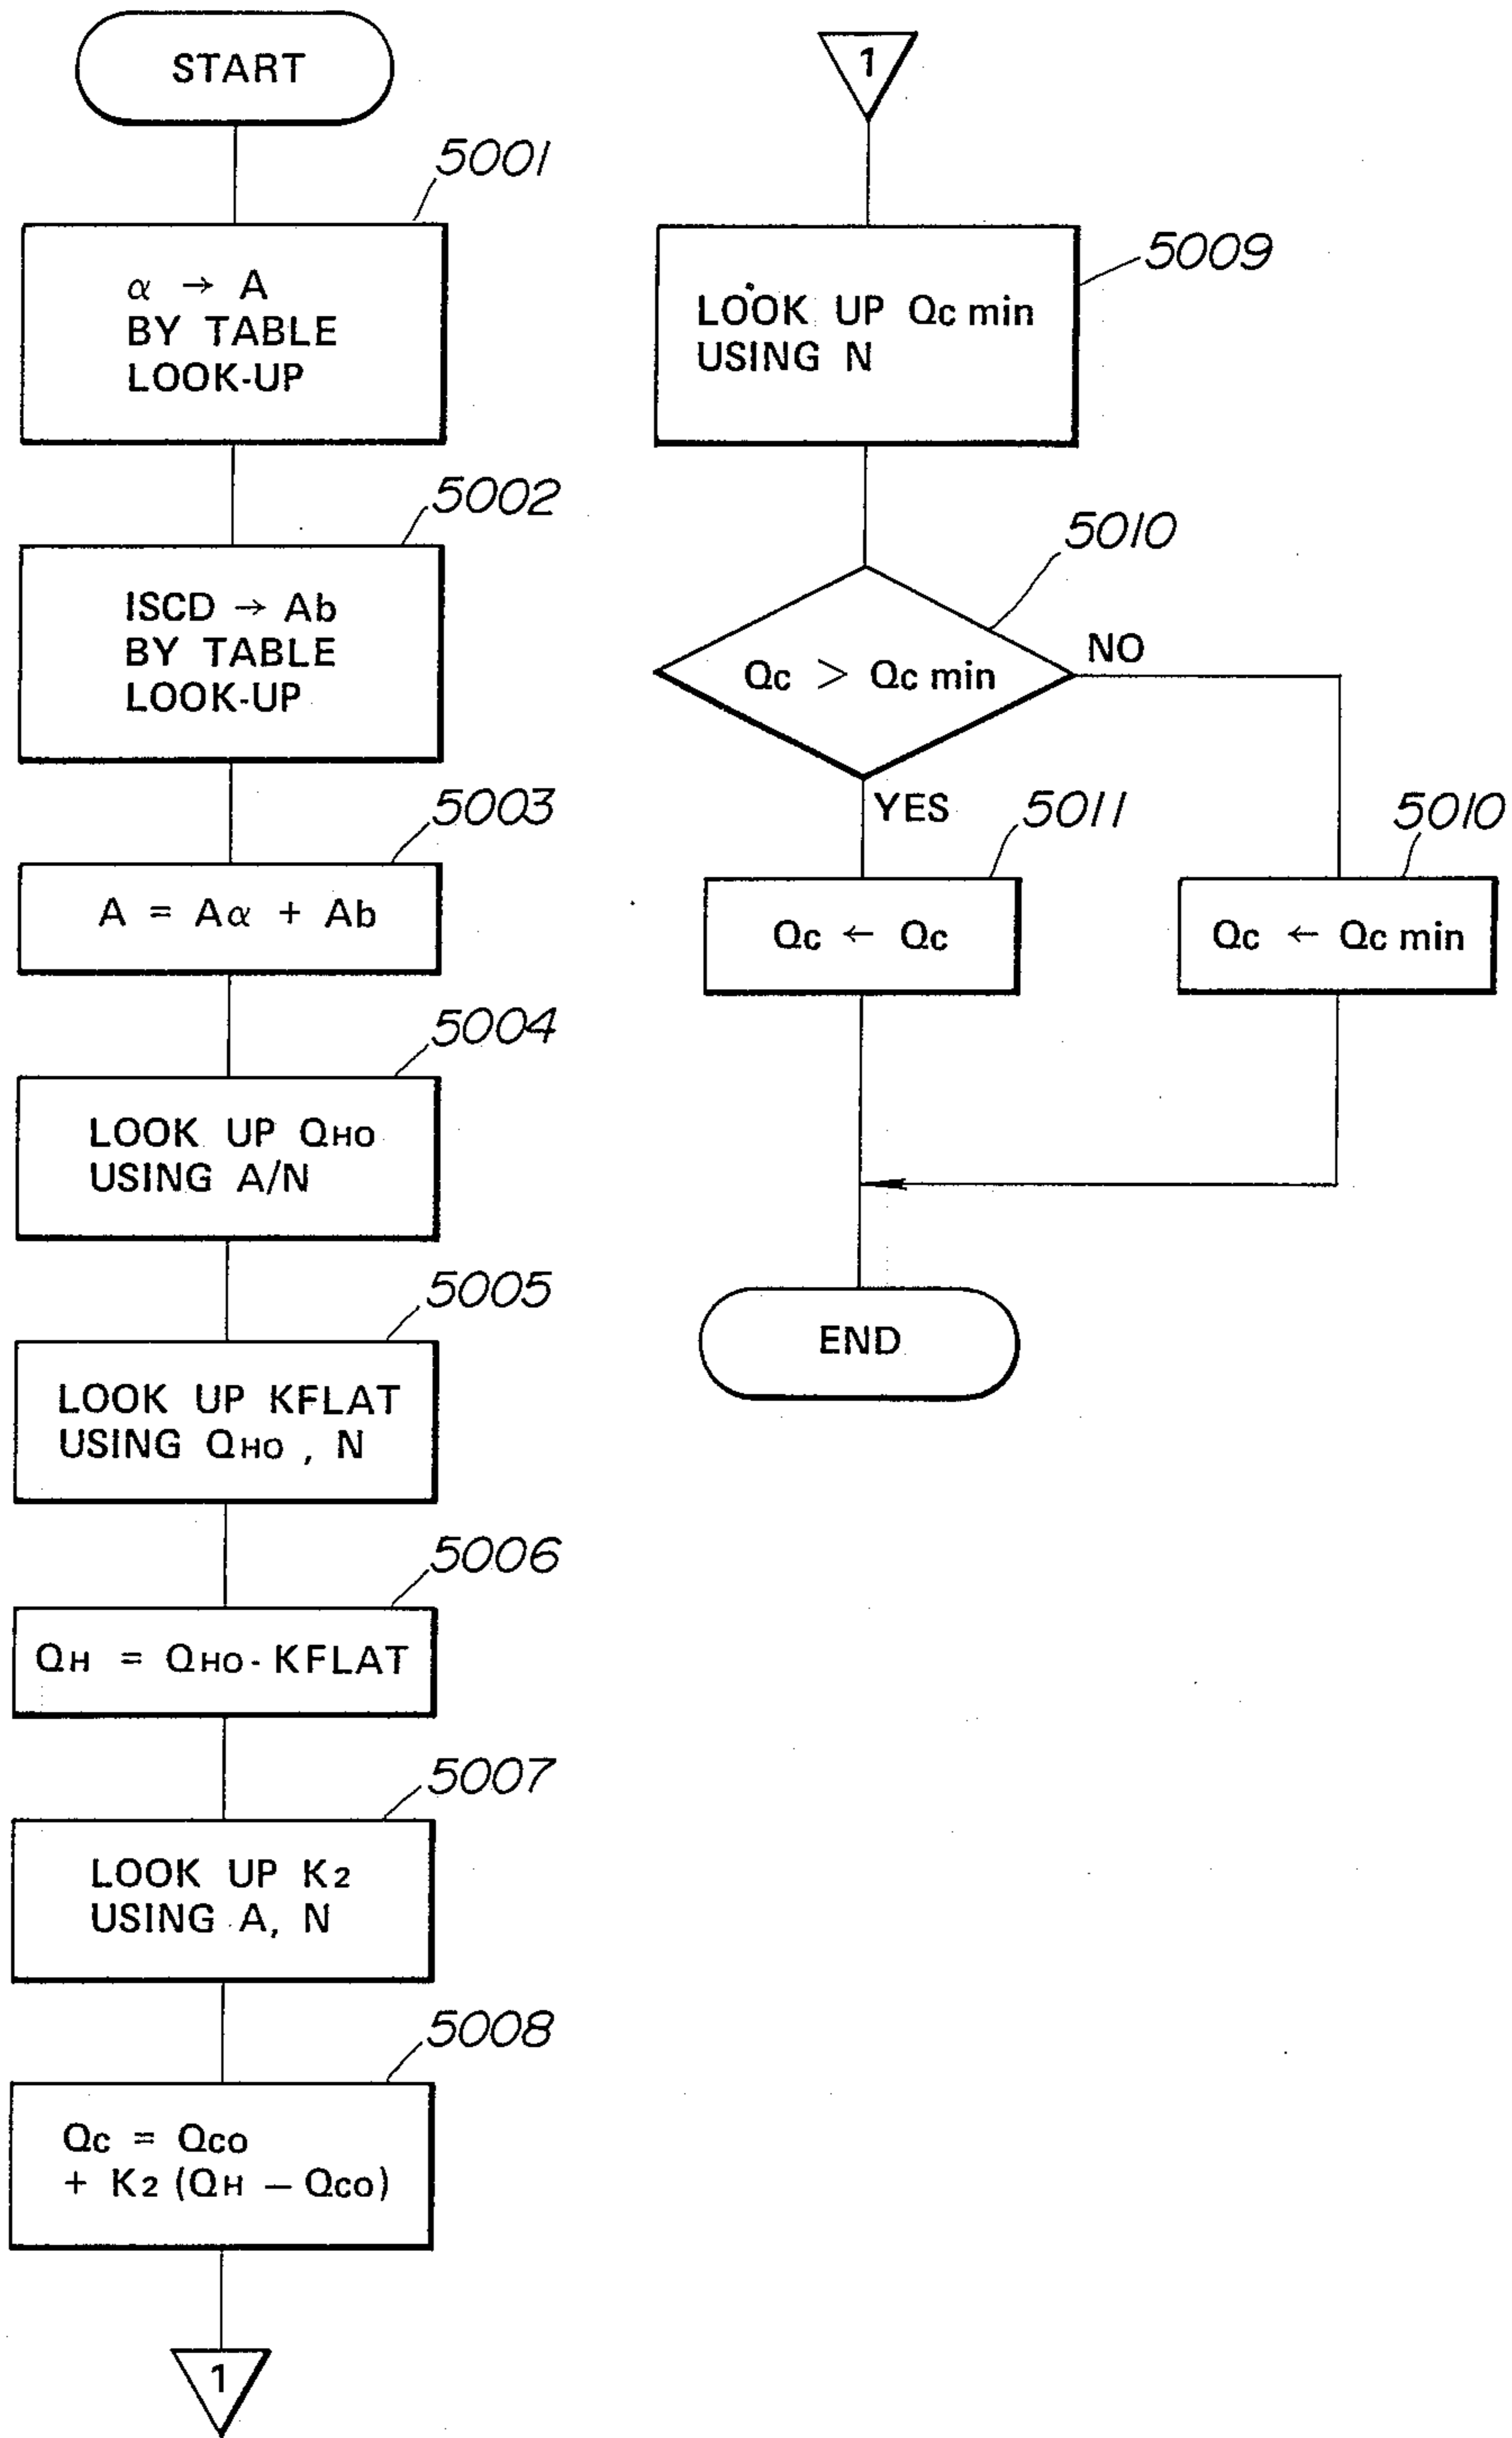 START
5001
α → A
BY TABLE
LOOK-UP
5002
ISCD → Ab
BY TABLE
LOOK-UP
5003
A = Aα + Ab
5004
LOOK UP QHO
USING A/N
5005
LOOK UP KFLAT
USING QHO , N
5006
QH = QHO - KFLAT
5007
LOOK UP K2
USING A, N
5008
Qc = Qco
+ K2 (QH – Qco)
1
1
5009
LOOK UP Qc min
USING N
5010
Qc > Qc min
NO
YES
5011
Qc ← Qc
5010
Qc ← Qc min
END